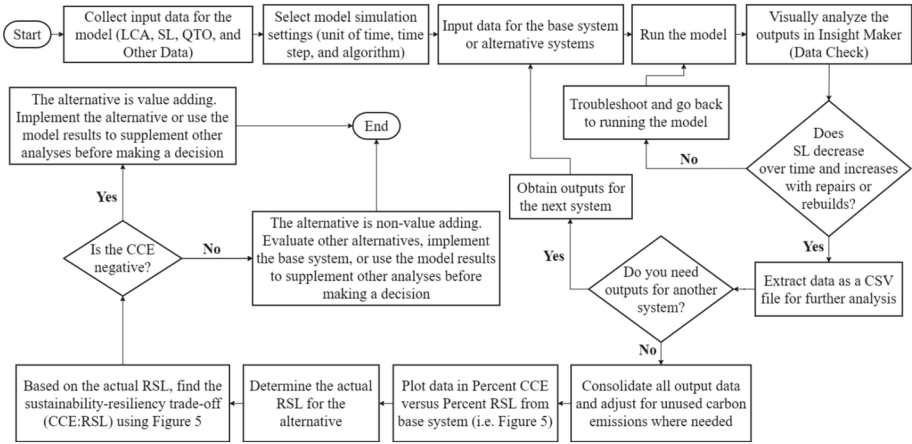 Start
Collect input data for the
model (LCA, SL, QTO, and
Other Data)
Select model simulation
settings (unit of time, time
step, and algorithm)
Input data for the base system
or alternative systems
Run the model
Visually analyze the
outputs in Insight Maker
(Data Check)
Does
SL decrease
over time and increases
with repairs or
rebuilds?
No
Troubleshoot and go back
to running the model
Yes
Extract data as a CSV
file for further analysis
Do you need
outputs for another
system?
Yes
Obtain outputs for
the next system
No
Consolidate all output data
and adjust for unused carbon
emissions where needed
Plot data in Percent CCE
versus Percent RSL from
base system (i.e. Figure 5)
Determine the actual
RSL for the
alternative
Based on the actual RSL, find the
sustainability-resiliency trade-off
(CCE:RSL) using Figure 5
Is the CCE
negative?
Yes
The alternative is value adding.
Implement the alternative or use the
model results to supplement other
analyses before making a decision
No
The alternative is non-value adding.
Evaluate other alternatives, implement
the base system, or use the model results
to supplement other analyses before
making a decision
End